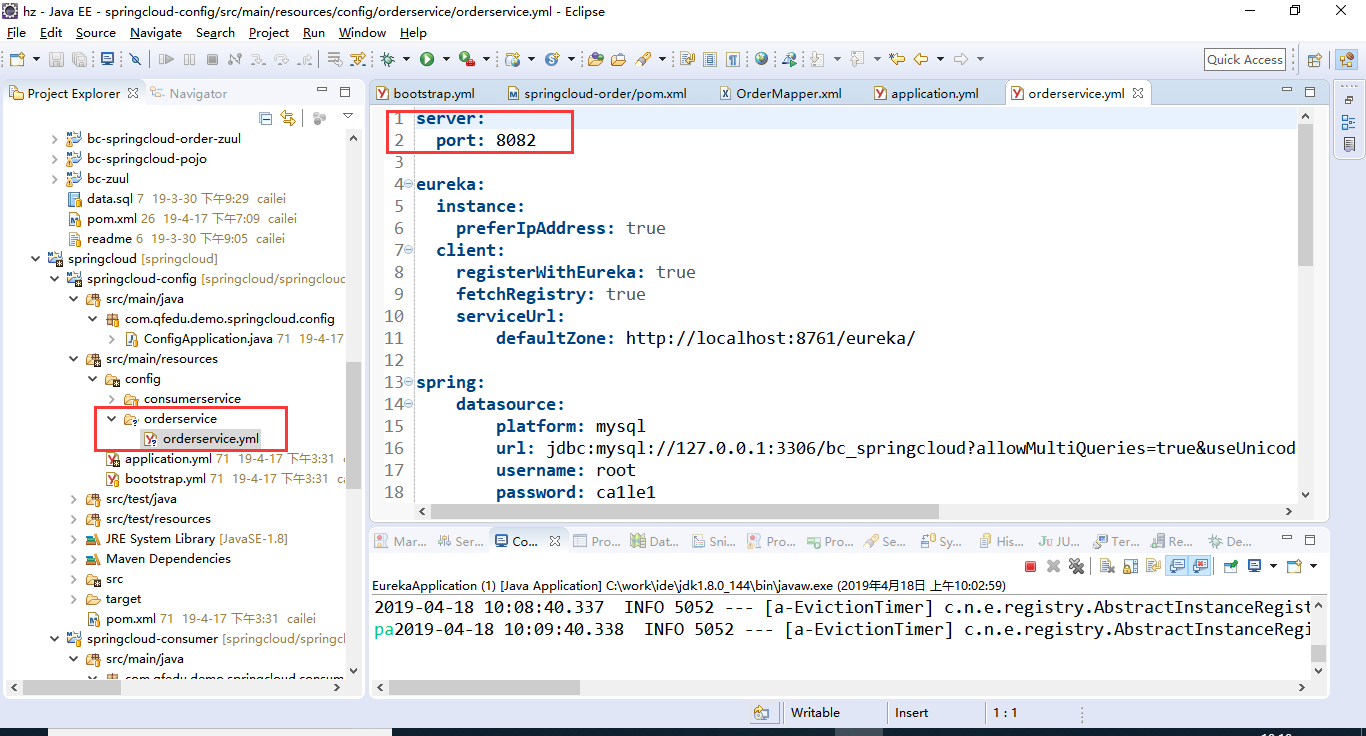 hz - Java EE - springcloud-config/src/main/resources/config/orderservice/orderservice.yml - Eclipse
File Edit Source Navigate Search Project Run Window Help
Quick Access
Project Explorer Navigator
bc-springcloud-order-zuul
bc-springcloud-pojo
bc-zuul
data.sql 7 19-3-30 下午9:29 cailei
pom.xml 26 19-4-17 下午7:09 cailei
readme 6 19-3-30 下午9:05 cailei
springcloud [springcloud]
springcloud-config [springcloud/springcloud
src/main/java
com.qfedu.demo.springcloud.config
ConfigApplication.java 71 19-4-17
src/main/resources
config
consumerservice
orderservice
orderservice.yml
application.yml 71 19-4-17 下午3:31 c
bootstrap.yml 71 19-4-17 下午3:31 ca
src/test/java
src/test/resources
JRE System Library [JavaSE-1.8]
Maven Dependencies
src
target
pom.xml 71 19-4-17 下午3:31 cailei
springcloud-consumer [springcloud/springcl
src/main/java
com.qfedu.demo.springcloud.consum
bootstrap.yml springcloud-order/pom.xml OrderMapper.xml application.yml orderservice.yml
1 server:
2 port: 8082
3
4 eureka:
5 instance:
6 preferIpAddress: true
7 client:
8 registerWithEureka: true
9 fetchRegistry: true
10 serviceUrl:
11 defaultZone: http://localhost:8761/eureka/
12
13 spring:
14 datasource:
15 platform: mysql
16 url: jdbc:mysql://127.0.0.1:3306/bc_springcloud?allowMultiQueries=true&useUnicod
17 username: root
18 password: ca1le1
Mar... Ser... Co... Pro... Dat... Sni... Pro... Pro... Se... Sy... His... JU JU... Ter... Re... De...
EurekaApplication (1) [Java Application] C:\work\ide\jdk1.8.0_144\bin\javaw.exe (2019年4月18日 上午10:02:59)
2019-04-18 10:08:40.337 INFO 5052 --- [a-EvictionTimer] c.n.e.registry.AbstractInstanceRegist
pa2019-04-18 10:09:40.338 INFO 5052 --- [a-EvictionTimer] c.n.e.registry.AbstractInstanceRegi
Writable Insert 1 : 1